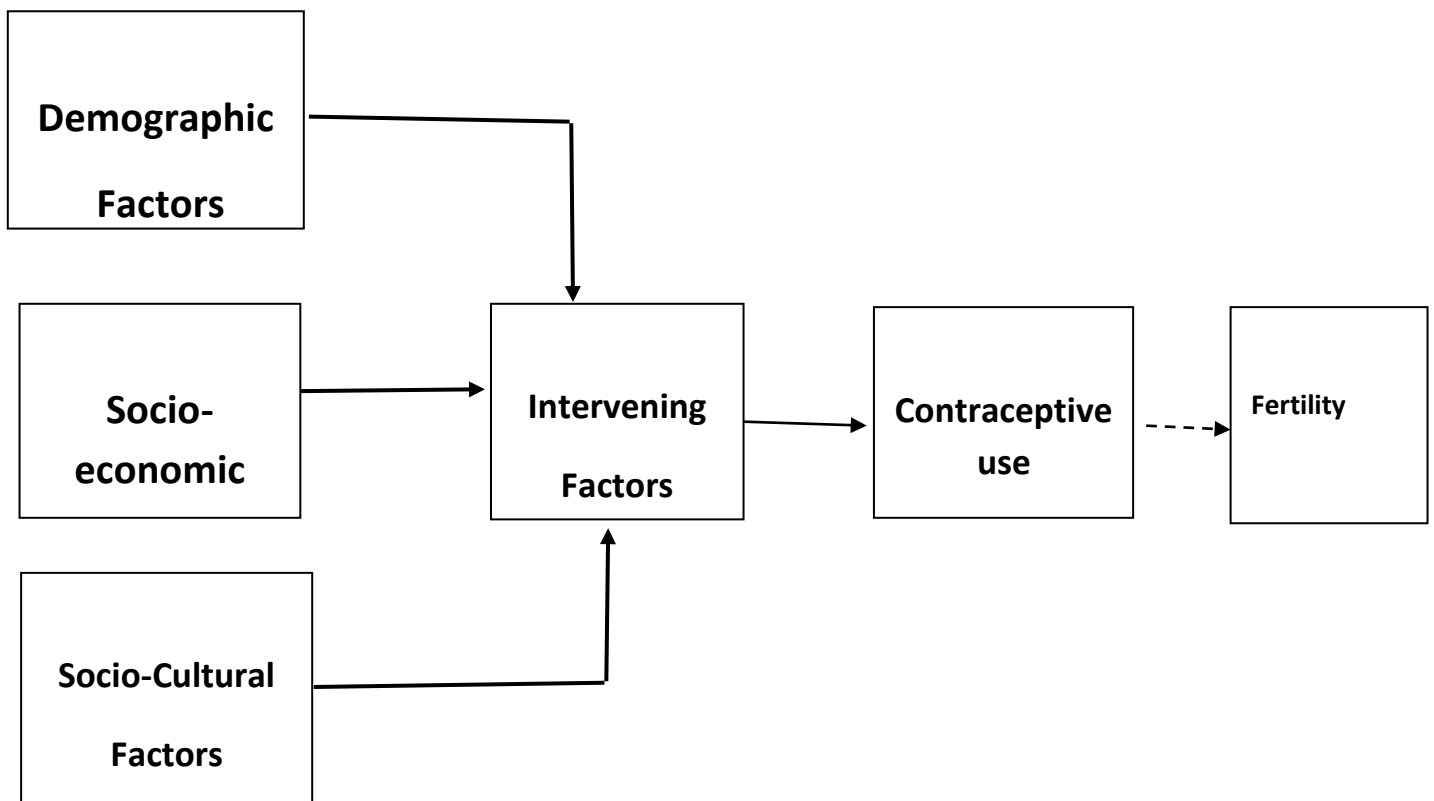 Demographic
Factors
Socio-
economic
Intervening
Factors
Contraceptive
use
Fertility
Socio-Cultural
Factors